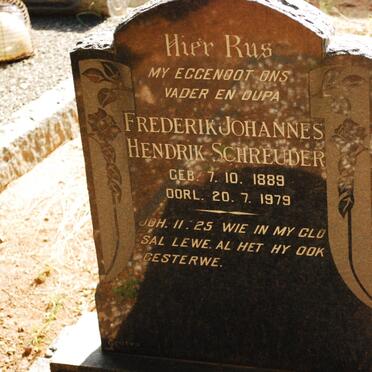 Hier Rus
MY EGGENOOT ONS
VADER EN OUPA
FREDERIK JOHANNES
HENDRIK SCHREUDER
GEB. 7. 10. 1889
OORL. 20. 7. 1979
JOH. 11:25 WIE IN MY GLO
SAL LEWE. AL HET HY OOK
GESTERWE.